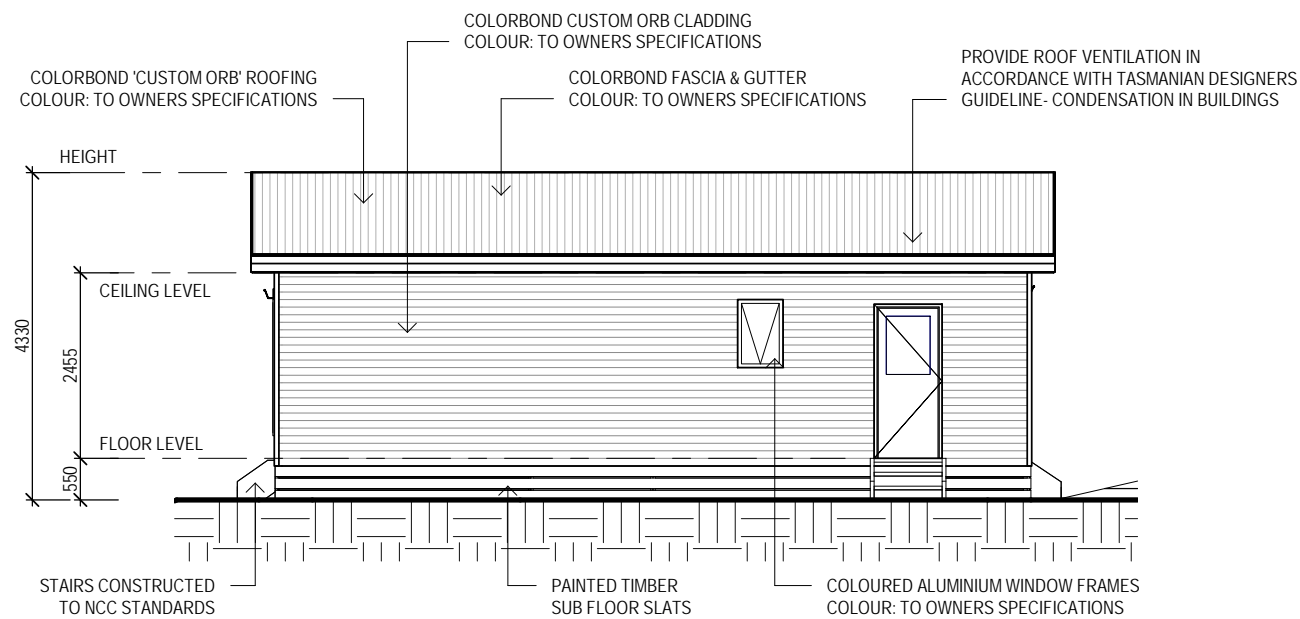 COLORBOND CUSTOM ORB CLADDING
COLOUR: TO OWNERS SPECIFICATIONS
COLORBOND 'CUSTOM ORB' ROOFING
COLOUR: TO OWNERS SPECIFICATIONS
COLORBOND FASCIA & GUTTER
COLOUR: TO OWNERS SPECIFICATIONS
PROVIDE ROOF VENTILATION IN
ACCORDANCE WITH TASMANIAN DESIGNERS
GUIDELINE- CONDENSATION IN BUILDINGS
HEIGHT
CEILING LEVEL
4330
2455
FLOOR LEVEL
550
STAIRS CONSTRUCTED
TO NCC STANDARDS
PAINTED TIMBER
SUB FLOOR SLATS
COLOURED ALUMINIUM WINDOW FRAMES
COLOUR: TO OWNERS SPECIFICATIONS